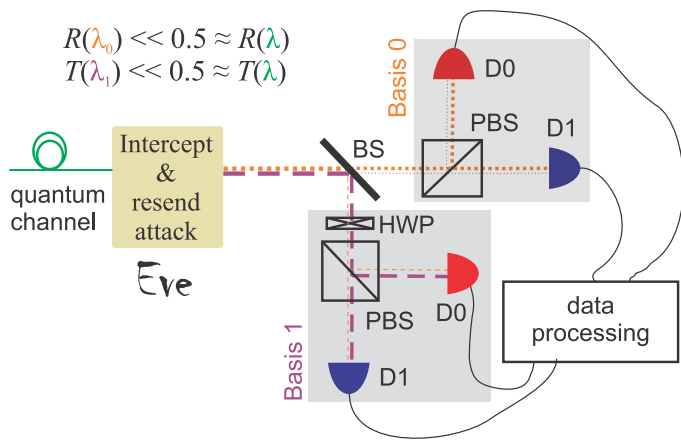 R(λ₀) << 0.5 ≈ R(λ)
T(λ₁) << 0.5 ≈ T(λ)
Basis 0
D0
PBS
D1
BS
Intercept
&
resend
attack
quantum
channel
Eve
HWP
PBS
D0
D1
Basis 1
data
processing